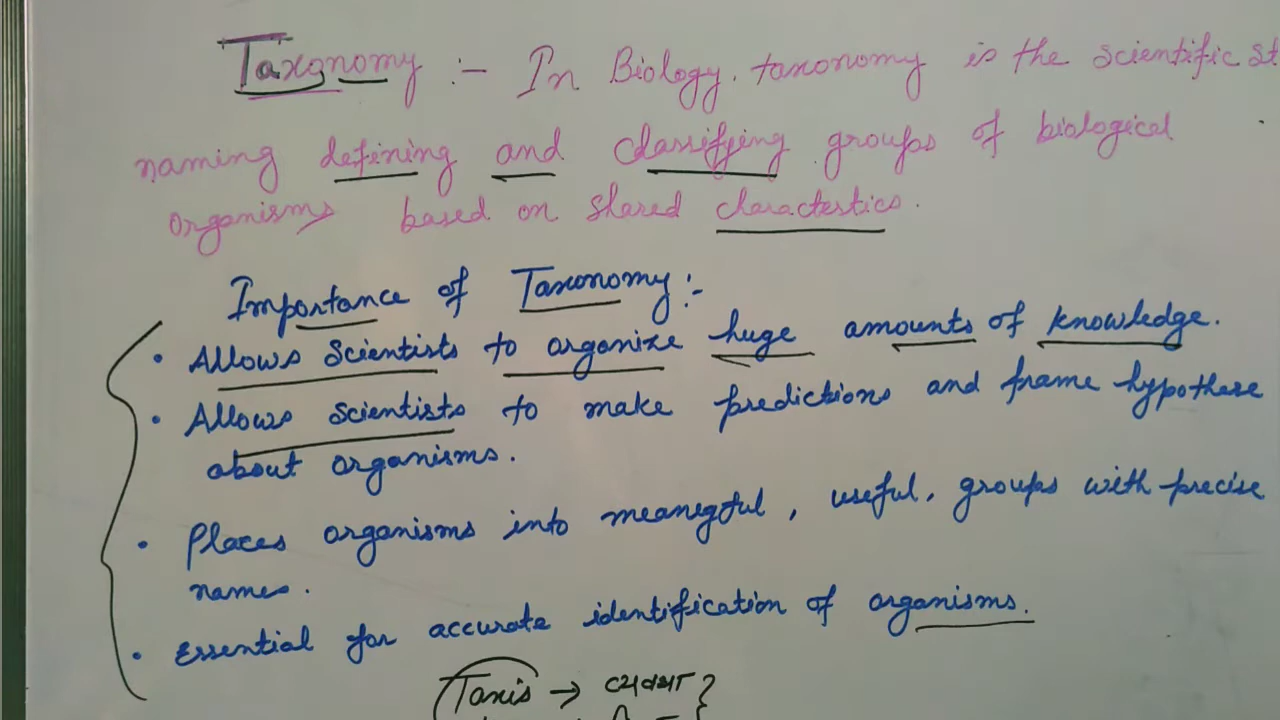 Taxonomy :- In Biology. taxonomy is the scientific st
naming defining and classifying groups of biological
organisms based on shared charactestics.
Importance of Taxonomy:-
• Allows scientists to organize huge amounts of knowledge.
• Allows scientists to make predictions and frame hypothese
about organisms.
• Places organisms into meanegful, useful, groups with precise
names.
• Essential for accurate identification of organisms.
Taxis →